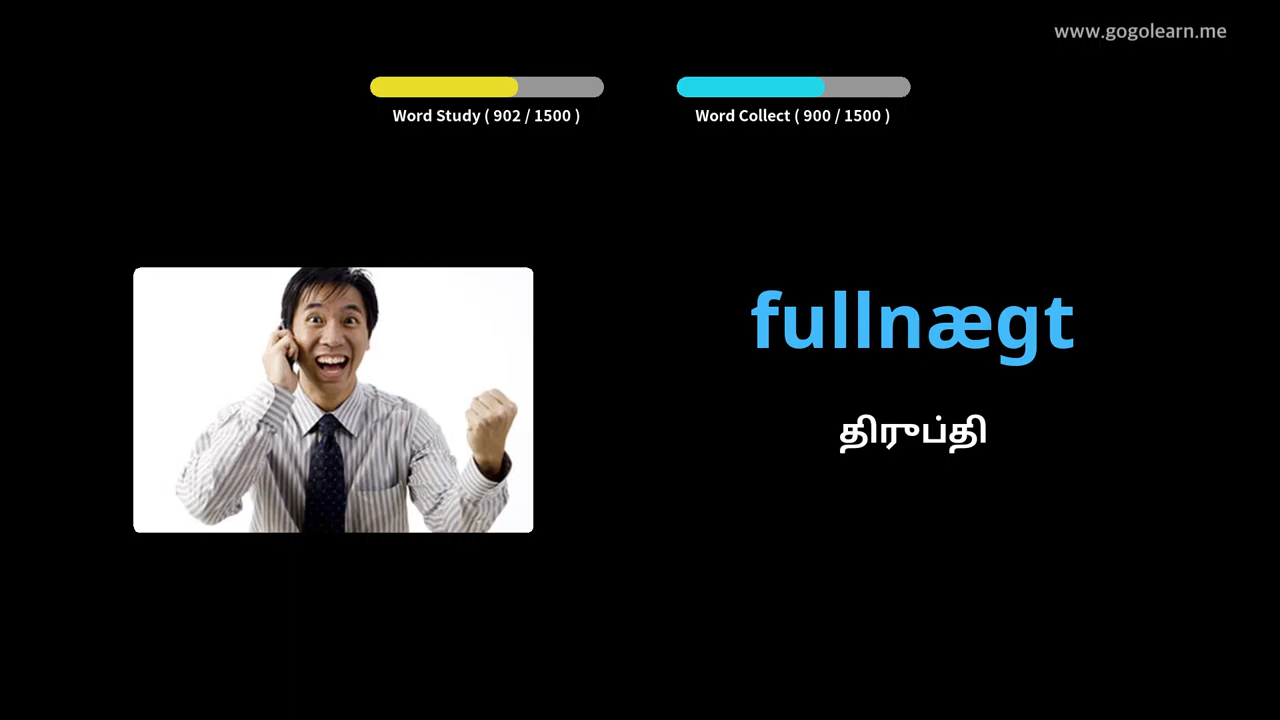 www.gogolearn.me
Word Study ( 902 / 1500 )
Word Collect ( 900 / 1500 )
fullnægt
திருப்தி